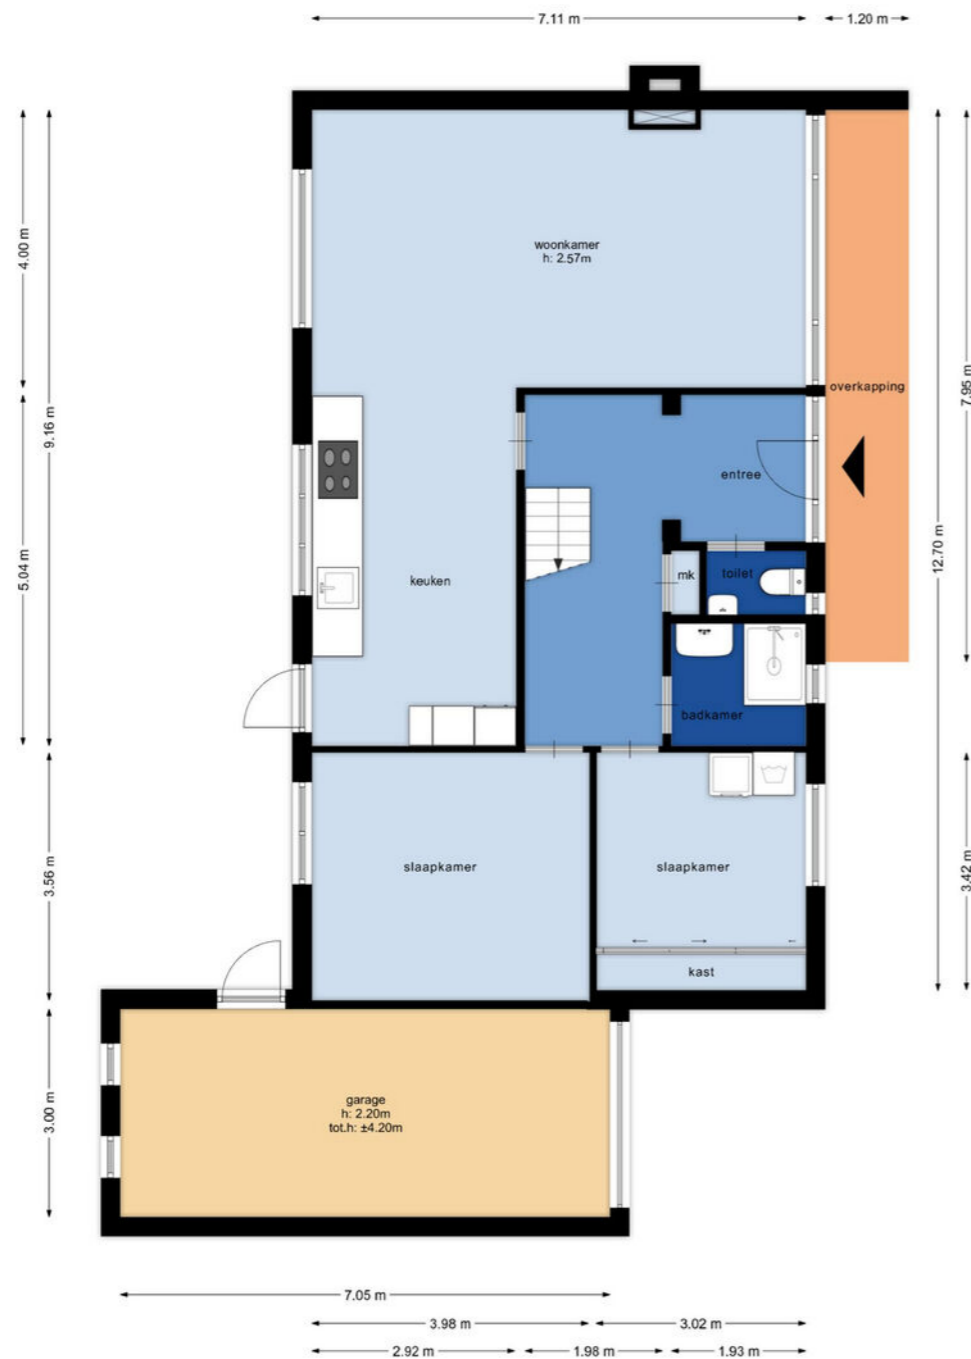 7.11 m
1.20 m
4.00 m
9.16 m
woonkamer
h: 2.57m
overkapping
7.95 m
12.70 m
entree
5.04 m
keuken
mk
toilet
badkamer
3.56 m
slaapkamer
slaapkamer
3.42 m
kast
3.00 m
garage
h: 2.20m
tot.h: ±4.20m
7.05 m
3.98 m
3.02 m
2.92 m
1.98 m
1.93 m